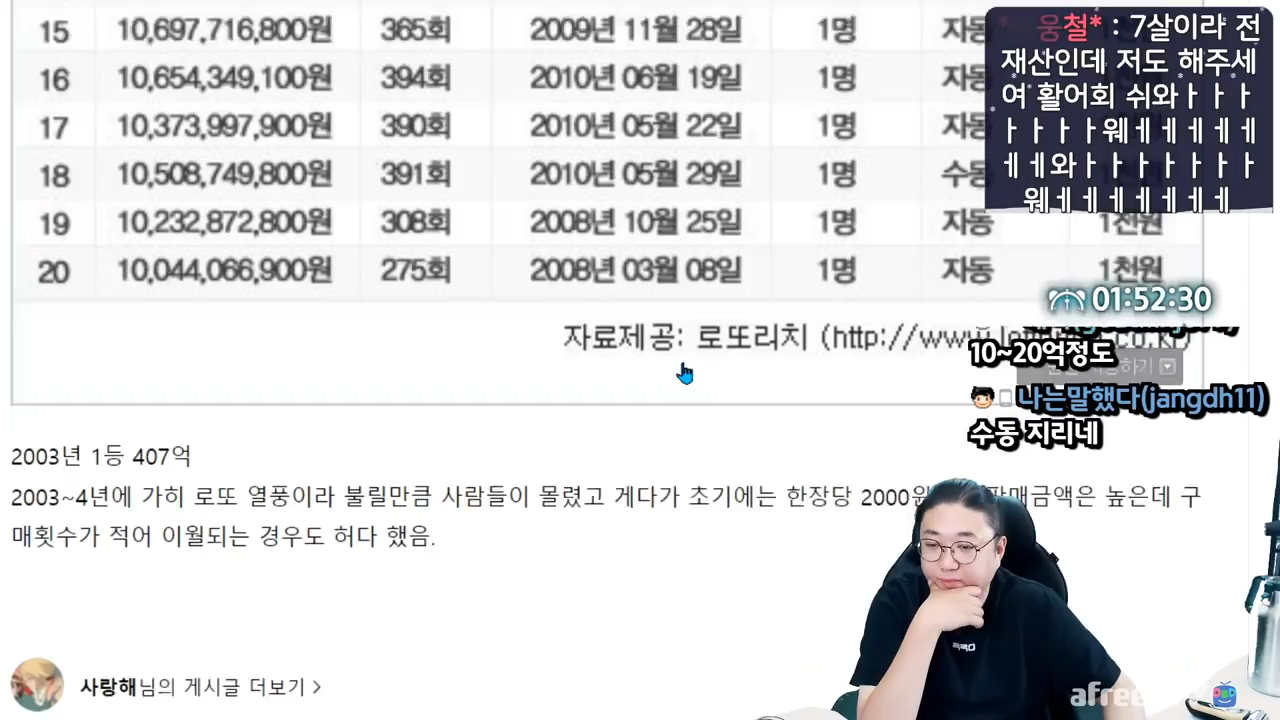 15 10,697,716,800원 365회 2009년 11월 28일 1명 자동
16 10,654,349,100원 394회 2010년 06월 19일 1명 자동
17 10,373,997,900원 390회 2010년 05월 22일 1명 자동
18 10,508,749,800원 391회 2010년 05월 29일 1명 수동
19 10,232,872,800원 308회 2008년 10월 25일 1명 자동 1천원
20 10,044,066,900원 275회 2008년 03월 08일 1명 자동 1천원
자료제공: 로또리치 (http://www
2003년 1등 407억
2003~4년에 가히 로또 열풍이라 불릴만큼 사람들이 몰렸고 게다가 초기에는 한장당 2000원 판매금액은 높은데 구
매횟수가 적어 이월되는 경우도 허다 했음.
사랑해님의 게시글 더보기 >
*웅철* : 7살이라 전
재산인데 저도 해주세
여 활어회 쉬와ㅏㅏㅏ
ㅏㅏㅏㅏ웨ㅔㅔㅔㅔㅔ
ㅔㅔ와ㅏㅏㅏㅏㅏㅏㅏ
웨ㅔㅔㅔㅔㅔㅔㅔ
01:52:30
10~20억정도
나는말했다(jangdh11)
수동 지리네
afree